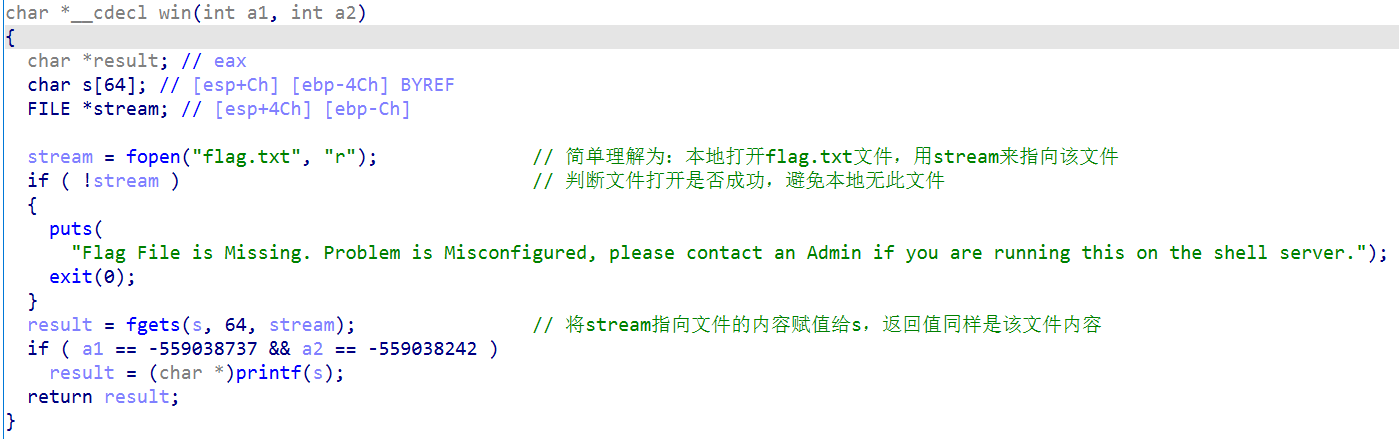 char *__cdecl win(int a1, int a2)
{
  char *result; // eax
  char s[64]; // [esp+Ch] [ebp-4Ch] BYREF
  FILE *stream; // [esp+4Ch] [ebp-Ch]

  stream = fopen("flag.txt", "r");             // 简单理解为：本地打开flag.txt文件，用stream来指向该文件
  if ( !stream )                               // 判断文件打开是否成功，避免本地无此文件
  {
    puts(
      "Flag File is Missing. Problem is Misconfigured, please contact an Admin if you are running this on the shell server.");
    exit(0);
  }
  result = fgets(s, 64, stream);               // 将stream指向文件的内容赋值给s，返回值同样是该文件内容
  if ( a1 == -559038737 && a2 == -559038242 )
    result = (char *)printf(s);
  return result;
}